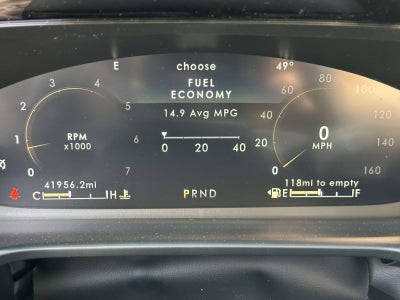 E choose 49°
FUEL
ECONOMY
14.9 Avg MPG
0 20 40
0 1 2 3 4 5 6 7
RPM
x1000
0 20 40 60 80 100 120 140 160
0
MPH
41956.2mi
C H
PRND
118mi to empty
E F